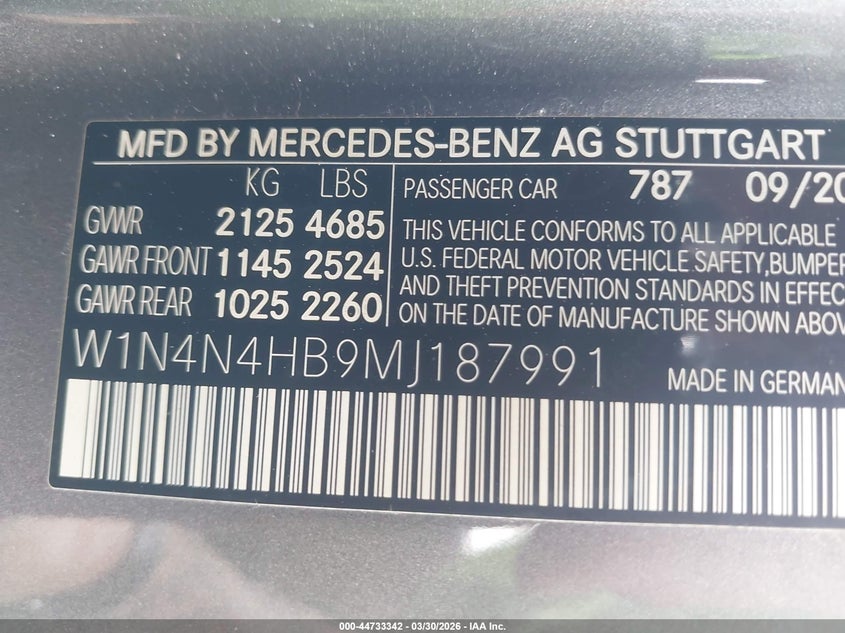 MFD BY MERCEDES-BENZ AG STUTTGART
KG LBS
GVWR 2125 4685
GAWR FRONT 1145 2524
GAWR REAR 1025 2260
PASSENGER CAR 787 09/20
THIS VEHICLE CONFORMS TO ALL APPLICABLE
U.S. FEDERAL MOTOR VEHICLE SAFETY,BUMPER
AND THEFT PREVENTION STANDARDS IN EFFEC
ON THE DATE OF MANUFACTURE SHOWN ABOV
W1N4N4HB9MJ187991
MADE IN GERMAN
000-44733342 | 03/30/2026 - IAA Inc.